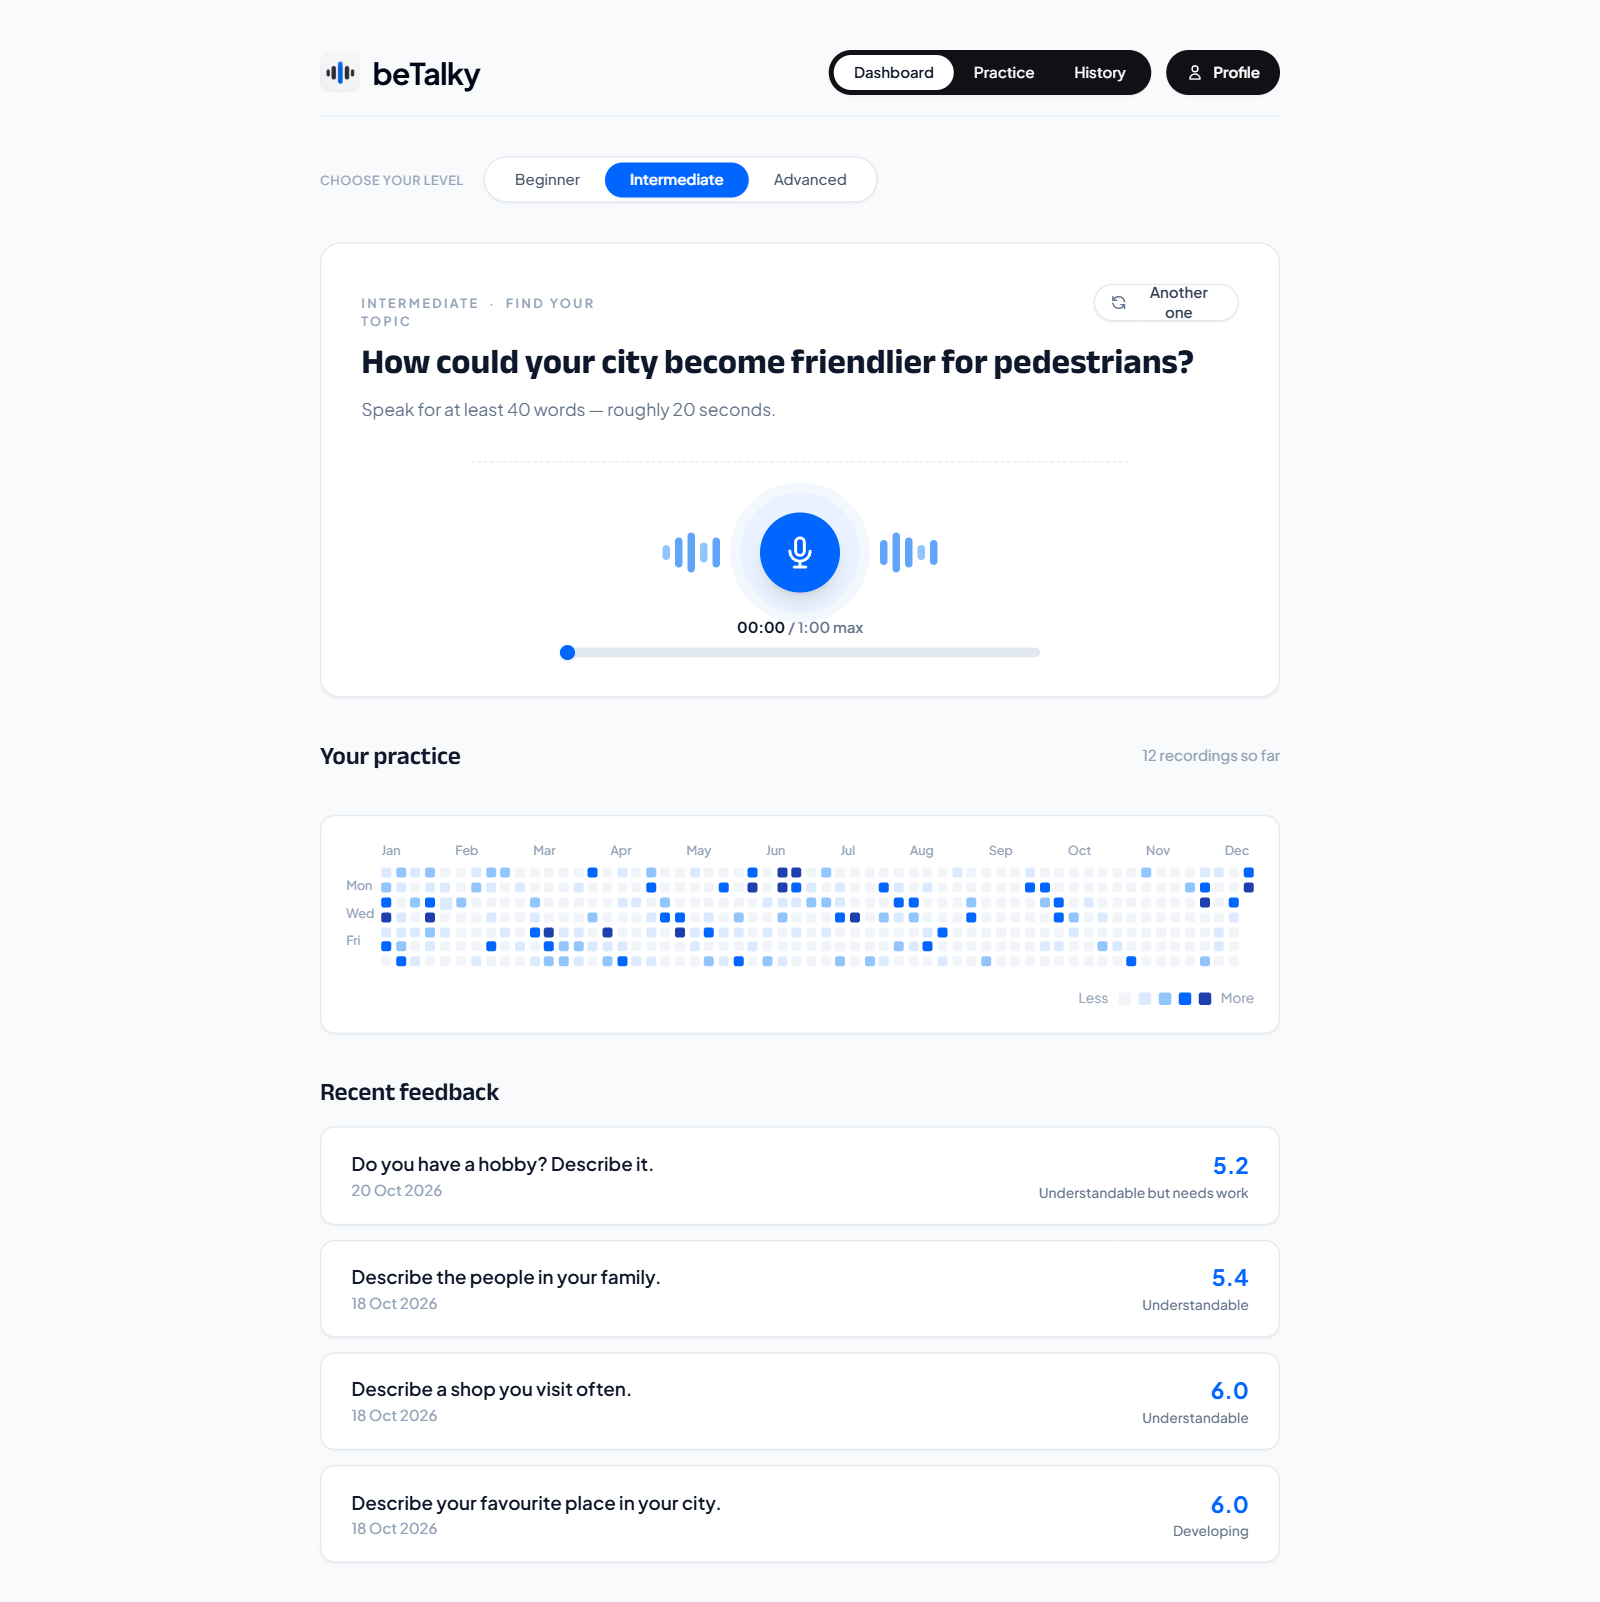 beTalky
Dashboard
Practice
History
Profile
CHOOSE YOUR LEVEL
Beginner
Intermediate
Advanced
INTERMEDIATE · FIND YOUR
TOPIC
Another
one
How could your city become friendlier for pedestrians?
Speak for at least 40 words — roughly 20 seconds.
00:00 / 1:00 max
Your practice
12 recordings so far
Jan Feb Mar Apr May Jun Jul Aug Sep Oct Nov Dec
Mon
Wed
Fri
Less
More
Recent feedback
Do you have a hobby? Describe it.
20 Oct 2026
5.2
Understandable but needs work
Describe the people in your family.
18 Oct 2026
5.4
Understandable
Describe a shop you visit often.
18 Oct 2026
6.0
Understandable
Describe your favourite place in your city.
18 Oct 2026
6.0
Developing